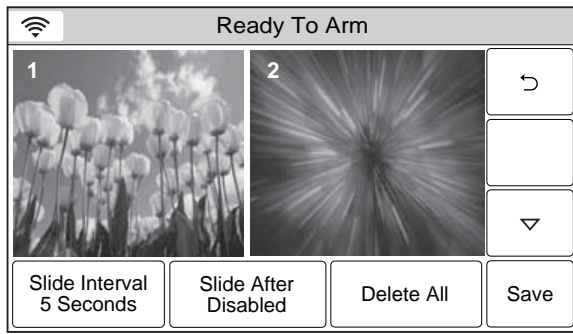 Ready To Arm
1
2
Slide Interval
5 Seconds
Slide After
Disabled
Delete All
Save